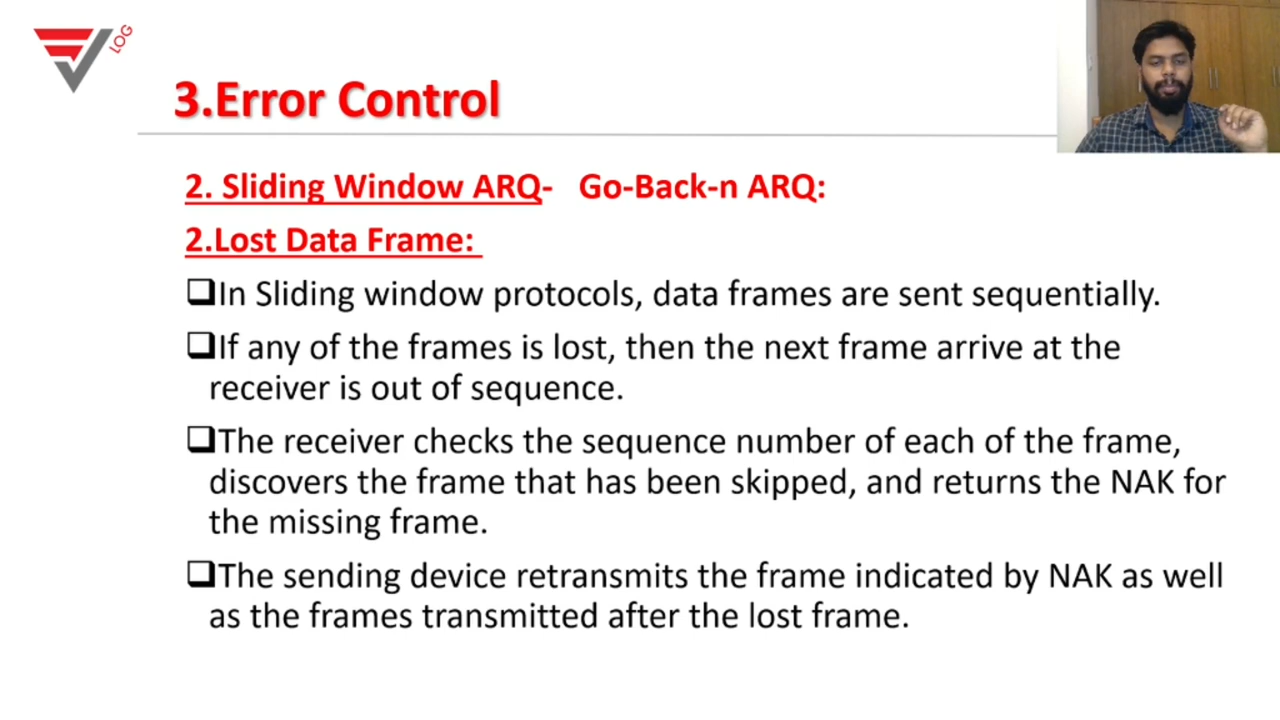 LOG
3.Error Control
2. Sliding Window ARQ- Go-Back-n ARQ:
2.Lost Data Frame:
❑In Sliding window protocols, data frames are sent sequentially.
❑If any of the frames is lost, then the next frame arrive at the
receiver is out of sequence.
❑The receiver checks the sequence number of each of the frame,
discovers the frame that has been skipped, and returns the NAK for
the missing frame.
❑The sending device retransmits the frame indicated by NAK as well
as the frames transmitted after the lost frame.